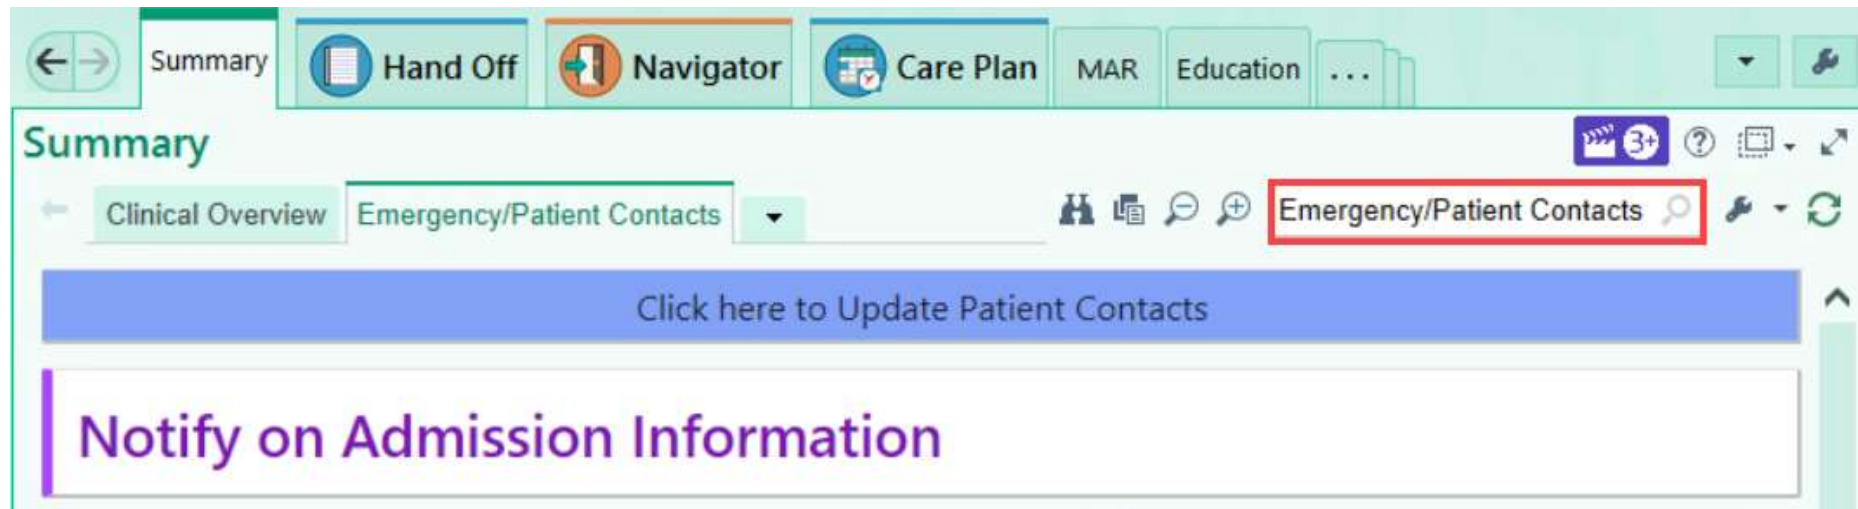 Summary Hand Off Navigator Care Plan MAR Education ...
Summary 3+
Clinical Overview Emergency/Patient Contacts Emergency/Patient Contacts
Click here to Update Patient Contacts
Notify on Admission Information